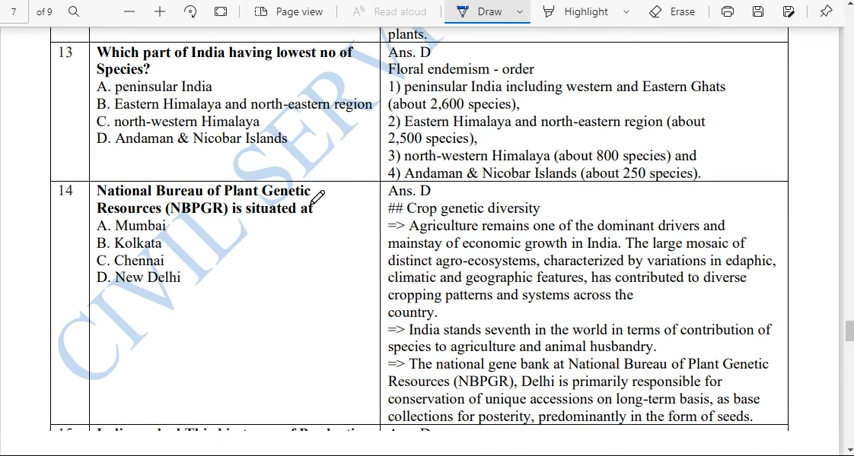 7 of 9 Page view Read aloud Draw Highlight Erase
plants.
13 Which part of India having lowest no of
Species?
A. peninsular India
B. Eastern Himalaya and north-eastern region
C. north-western Himalaya
D. Andaman & Nicobar Islands
Ans. D
Floral endemism - order
1) peninsular India including western and Eastern Ghats
(about 2,600 species),
2) Eastern Himalaya and north-eastern region (about
2,500 species),
3) north-western Himalaya (about 800 species) and
4) Andaman & Nicobar Islands (about 250 species).
14 National Bureau of Plant Genetic
Resources (NBPGR) is situated at
A. Mumbai
B. Kolkata
C. Chennai
D. New Delhi
Ans. D
## Crop genetic diversity
=> Agriculture remains one of the dominant drivers and
mainstay of economic growth in India. The large mosaic of
distinct agro-ecosystems, characterized by variations in edaphic,
climatic and geographic features, has contributed to diverse
cropping patterns and systems across the
country.
=> India stands seventh in the world in terms of contribution of
species to agriculture and animal husbandry.
=> The national gene bank at National Bureau of Plant Genetic
Resources (NBPGR), Delhi is primarily responsible for
conservation of unique accessions on long-term basis, as base
collections for posterity, predominantly in the form of seeds.
CIVIL SERVI